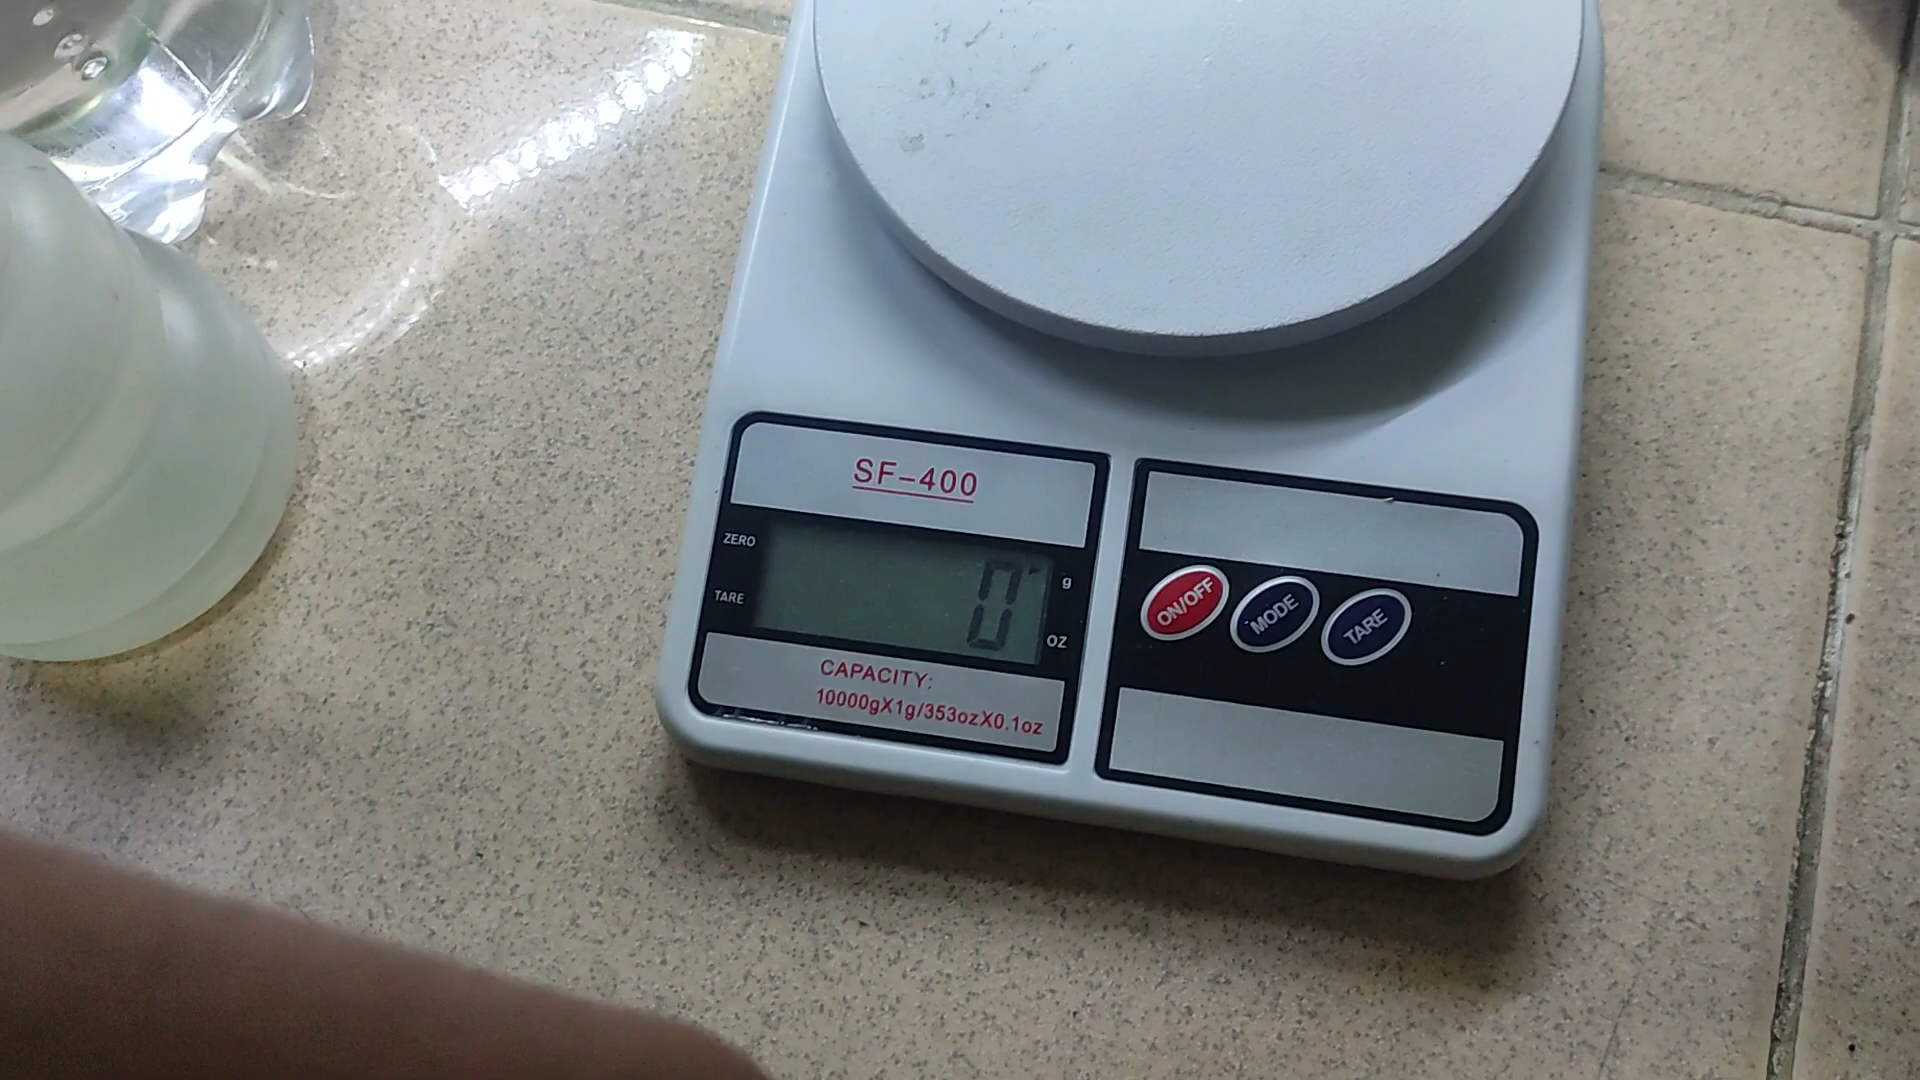 SF-400
ZERO
TARE
0
g
OZ
CAPACITY:
10000gX1g/353ozX0.1oz
ON/OFF
MODE
TARE